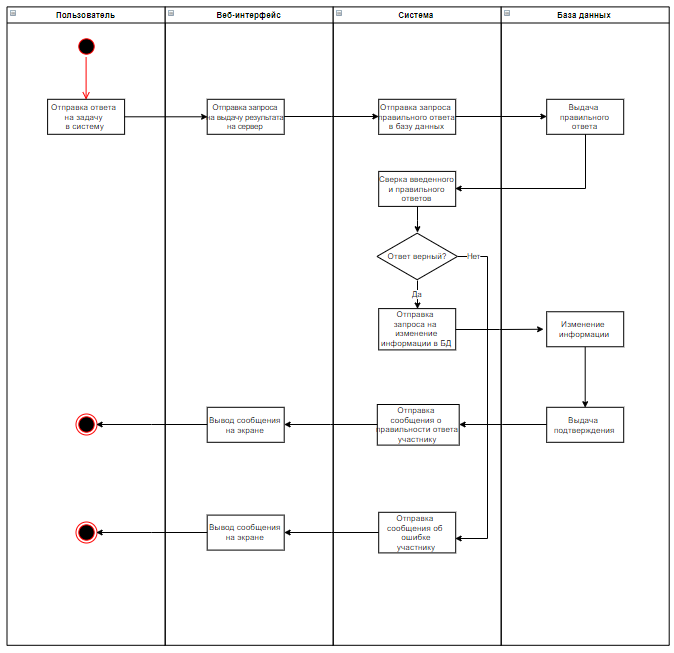 Пользователь
Веб-интерфейс
Система
База данных
Отправка ответа
на задачу
в систему
Отправка запроса
на выдачу результата
на сервер
Отправка запроса
правильного ответа
в базу данных
Выдача
правильного
ответа
Сверка введенного
и правильного
ответов
Ответ верный?
Нет
Да
Отправка
запроса на
изменение
информации в БД
Изменение
информации
Вывод сообщения
на экране
Отправка
сообщения о
правильности ответа
участнику
Выдача
подтверждения
Вывод сообщения
на экране
Отправка
сообщения об
ошибке
участнику